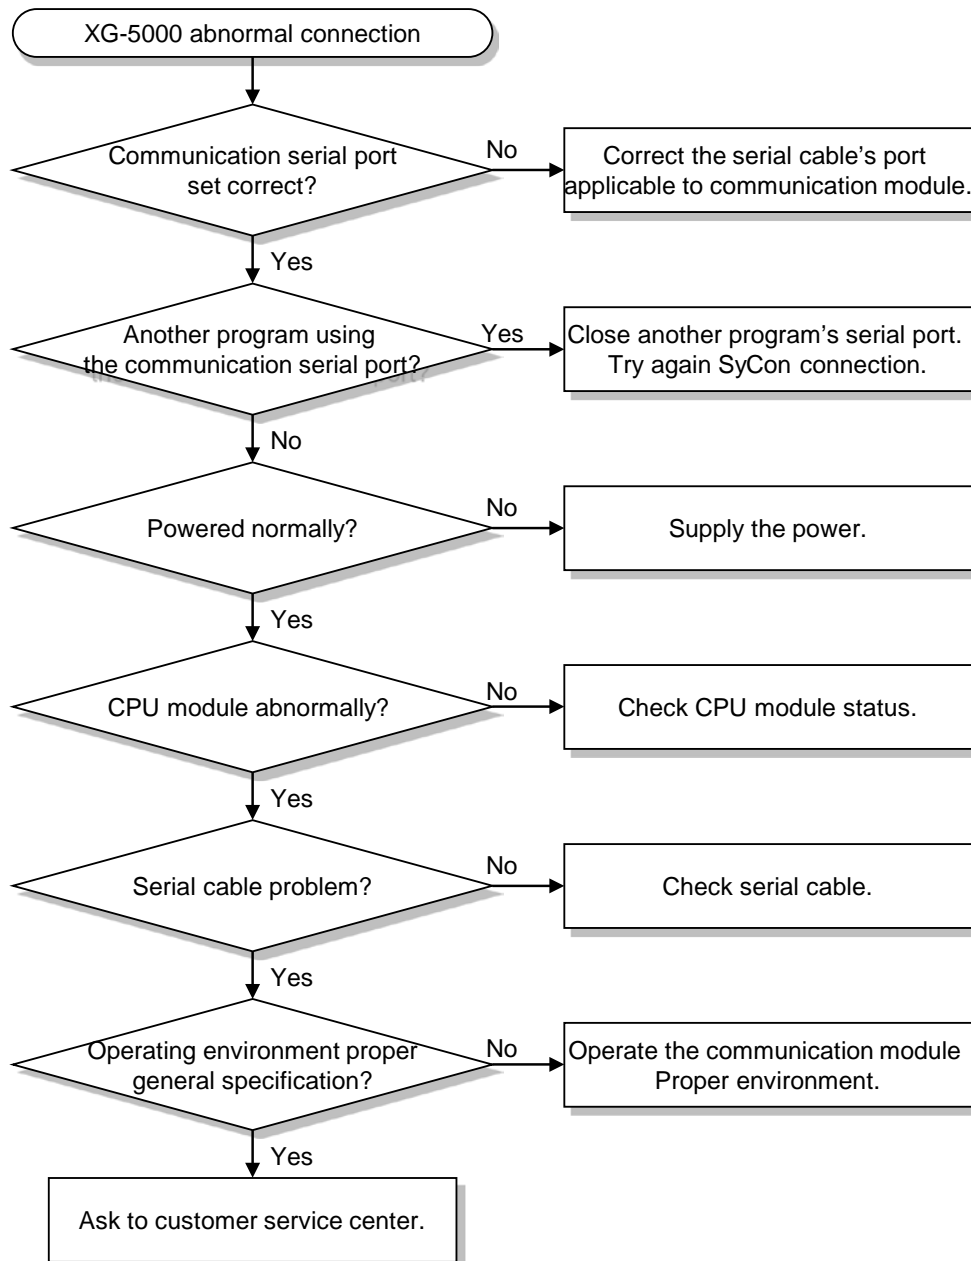 XG-5000 abnormal connection
Communication serial port
set correct?
No
Correct the serial cable's port
applicable to communication module.
Yes
Another program using
the communication serial port?
Yes
Close another program's serial port.
Try again SyCon connection.
No
Powered normally?
No
Supply the power.
Yes
CPU module abnormally?
No
Check CPU module status.
Yes
Serial cable problem?
No
Check serial cable.
Yes
Operating environment proper
general specification?
No
Operate the communication module
Proper environment.
Yes
Ask to customer service center.